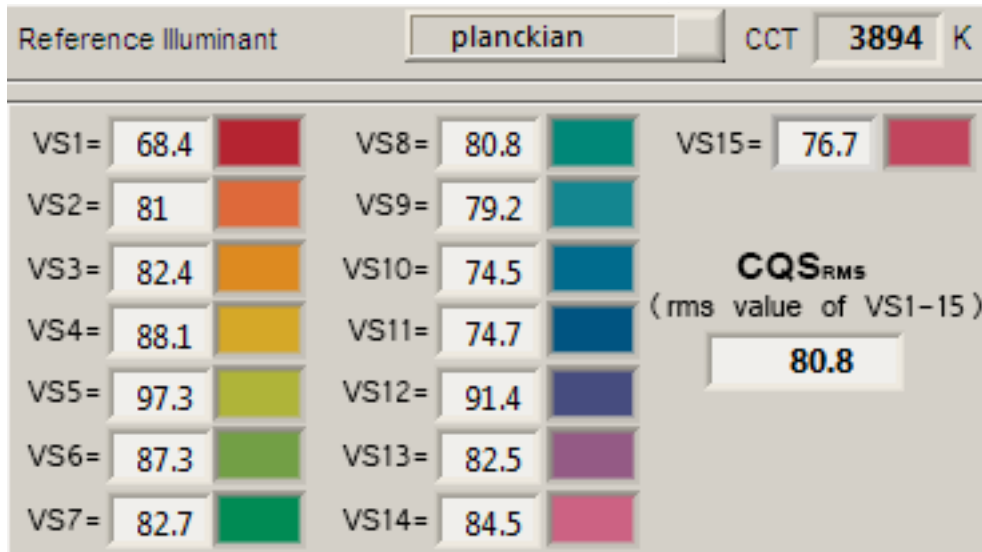 Reference Illuminant planckian CCT 3894 K
VS1= 68.4 VS8= 80.8 VS15= 76.7
VS2= 81 VS9= 79.2
VS3= 82.4 VS10= 74.5 CQSRMS
VS4= 88.1 VS11= 74.7 (rms value of VS1-15)
VS5= 97.3 VS12= 91.4 80.8
VS6= 87.3 VS13= 82.5
VS7= 82.7 VS14= 84.5